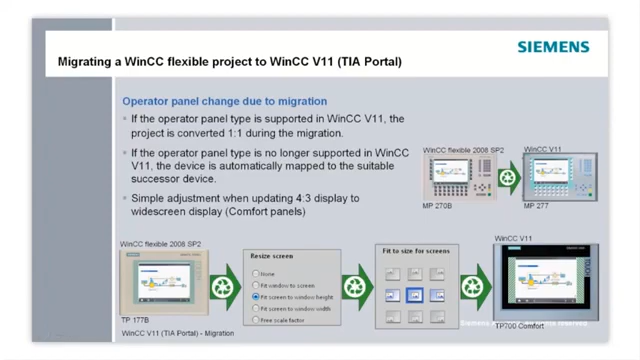 SIEMENS
Migrating a WinCC flexible project to WinCC V11 (TIA Portal)
Operator panel change due to migration
If the operator panel type is supported in WinCC V11, the
project is converted 1:1 during the migration.
If the operator panel type is no longer supported in WinCC
V11, the device is automatically mapped to the suitable
successor device.
Simple adjustment when updating 4:3 display to
widescreen display (Comfort panels)
WinCC flexible 2008 SP2
WinCC V11
MP 270B
MP 277
WinCC flexible 2008 SP2
TP 177B
Resize screen
None
Fit window to screen
Fit screen to window height
Fit screen to window width
Free scale factor
Fit to size for screens
WinCC V11
TP700 Comfort
WinCC V11 (TIA Portal) - Migration